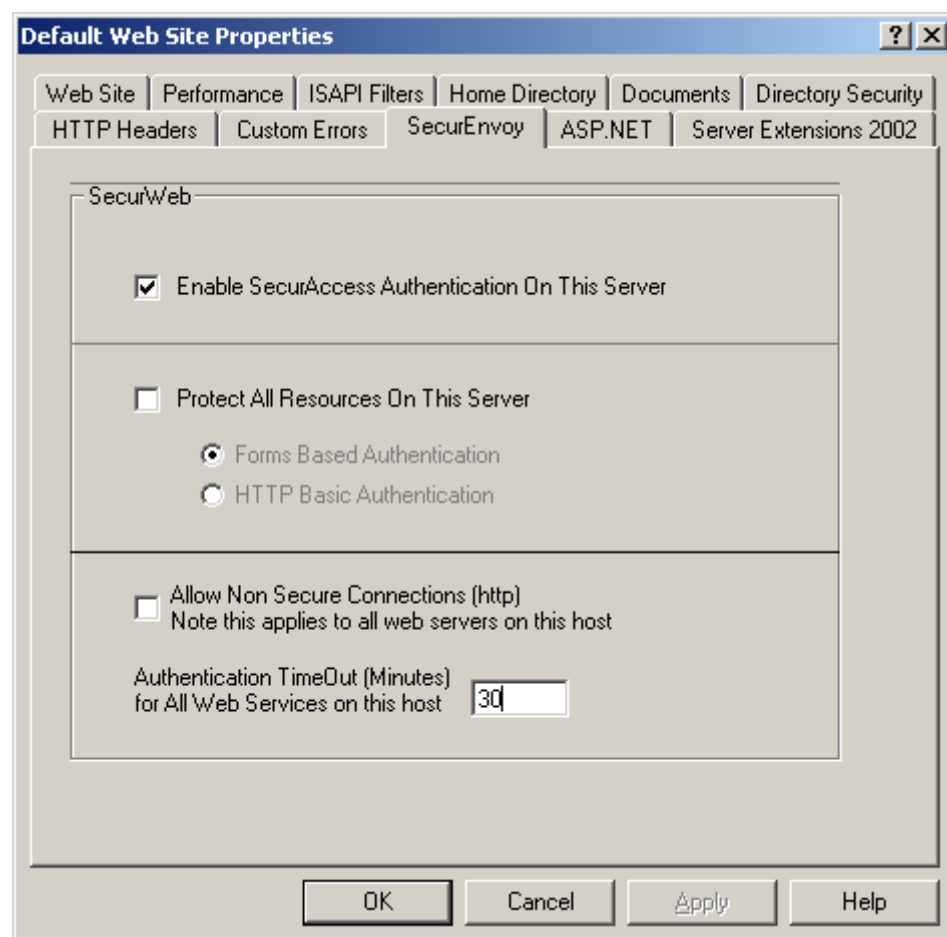 Default Web Site Properties
Web Site Performance ISAPI Filters Home Directory Documents Directory Security
HTTP Headers Custom Errors SecurEnvoy ASP.NET Server Extensions 2002
SecurWeb
Enable SecurAccess Authentication On This Server
Protect All Resources On This Server
Forms Based Authentication
HTTP Basic Authentication
Allow Non Secure Connections (http)
Note this applies to all web servers on this host
Authentication TimeOut (Minutes)
for All Web Services on this host 30
OK Cancel Apply Help